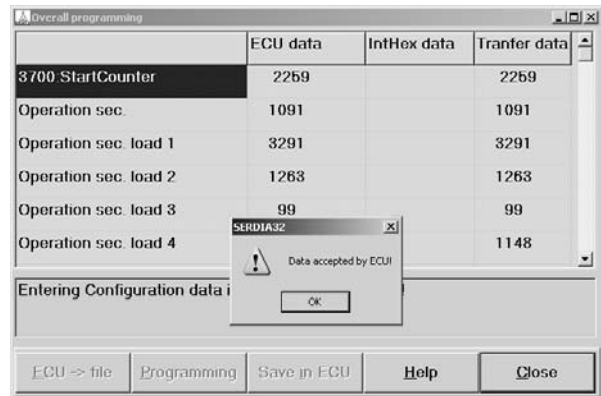 Overall programming
ECU data IntHex data Tranfer data
3700:StartCounter 2259 2259
Operation sec. 1091 1091
Operation sec. load 1 3291 3291
Operation sec. load 2 1263 1263
Operation sec. load 3 99 99
Operation sec. load 4 1148
SERDIA32
Data accepted by ECU!
OK
Entering Configuration data
ECU -> file Programming Save in ECU Help Close